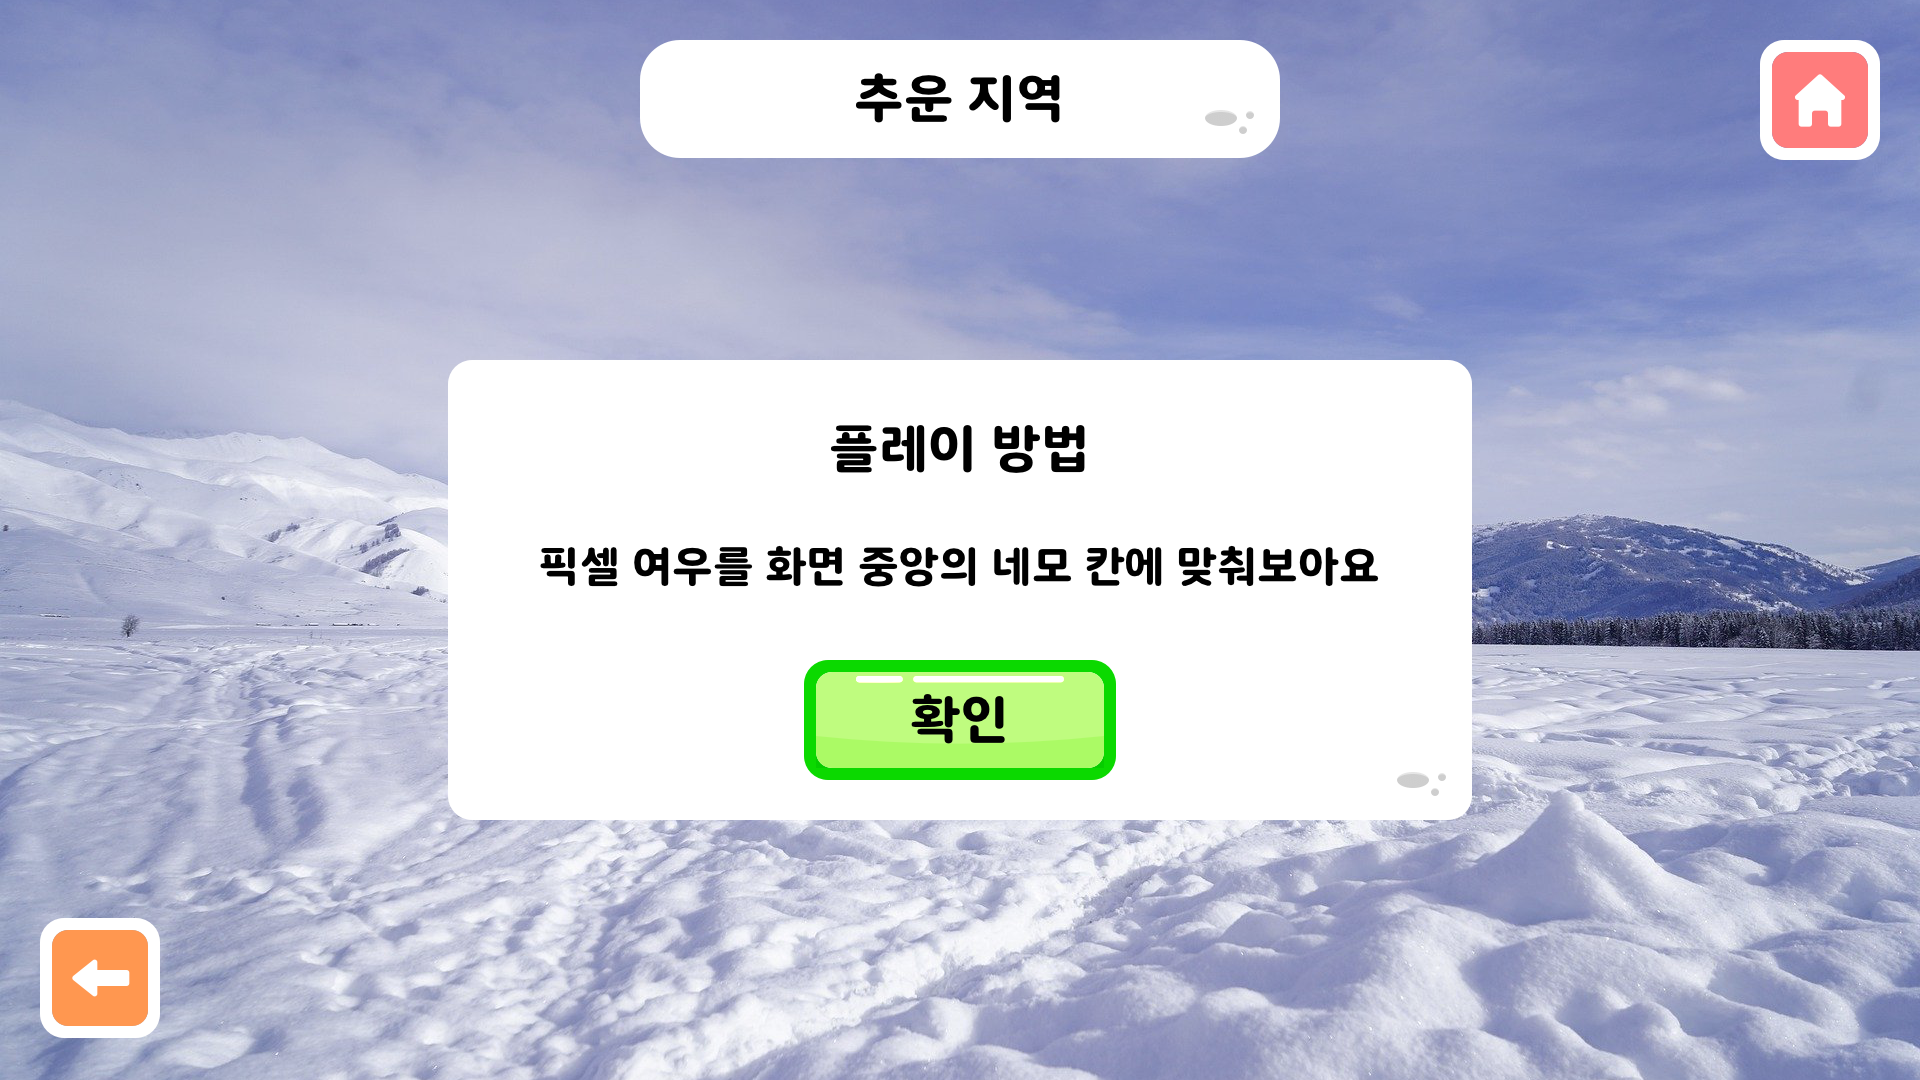 추운 지역
플레이 방법
픽셀 여우를 화면 중앙의 네모 칸에 맞춰보아요
확인